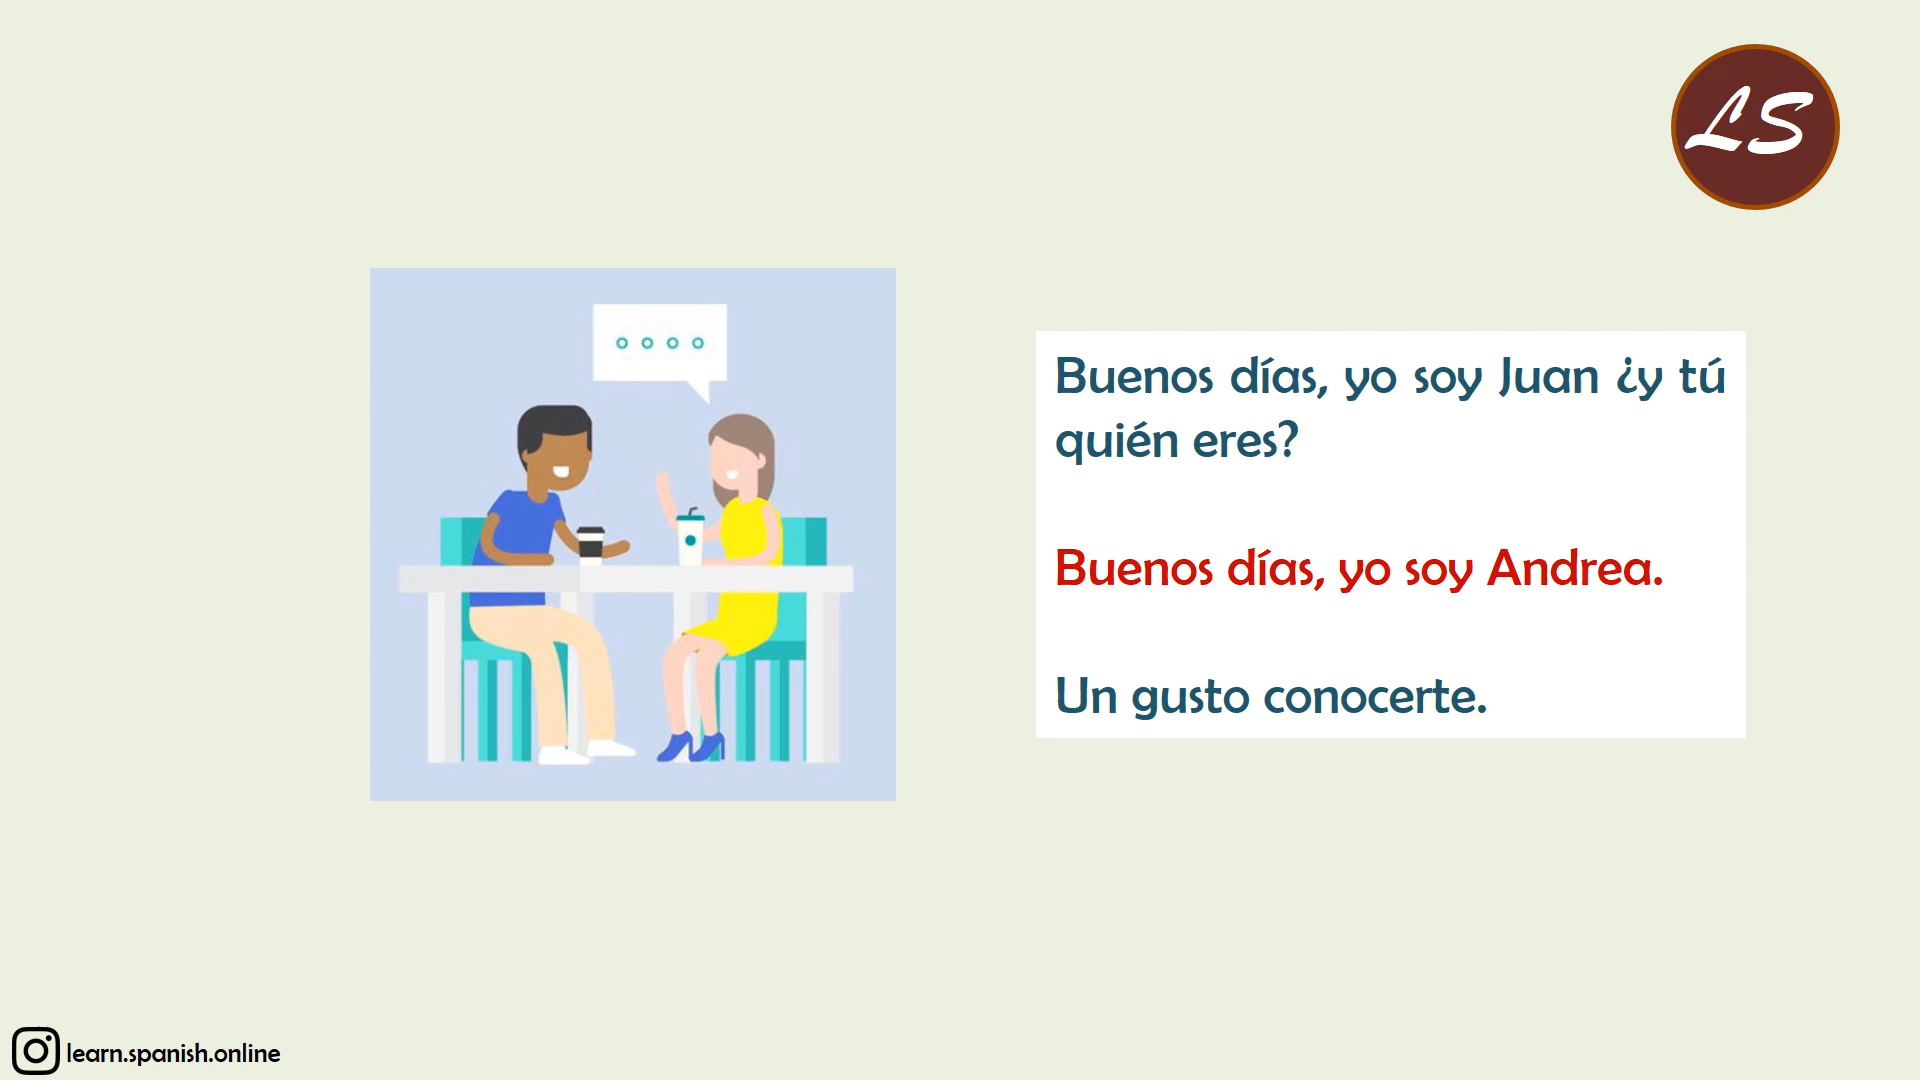 LS
Buenos días, yo soy Juan ¿y tú
quién eres?
Buenos días, yo soy Andrea.
Un gusto conocerte.
learn.spanish.online